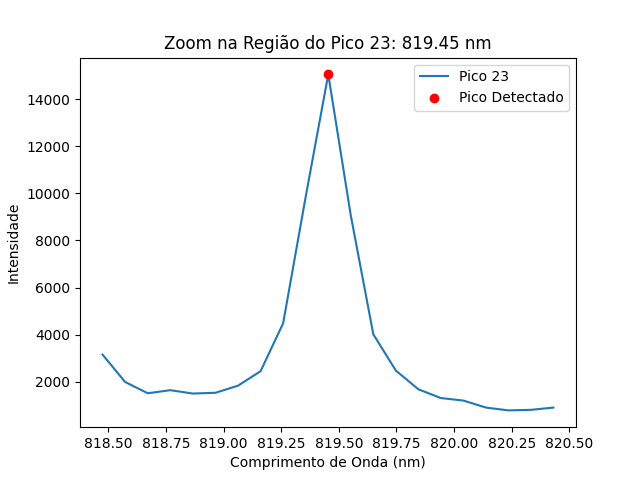 Zoom na Região do Pico 23: 819.45 nm
Pico 23
Pico Detectado
14000
12000
10000
8000
6000
4000
2000
Intensidade
818.50 818.75 819.00 819.25 819.50 819.75 820.00 820.25 820.50
Comprimento de Onda (nm)